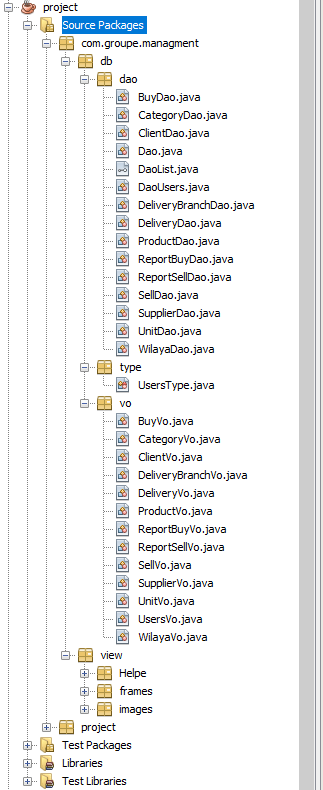 project
Source Packages
com.groupe.managment
db
dao
BuyDao.java
CategoryDao.java
ClientDao.java
Dao.java
DaoList.java
DaoUsers.java
DeliveryBranchDao.java
DeliveryDao.java
ProductDao.java
ReportBuyDao.java
ReportSellDao.java
SellDao.java
SupplierDao.java
UnitDao.java
WilayaDao.java
type
UsersType.java
vo
BuyVo.java
CategoryVo.java
ClientVo.java
DeliveryBranchVo.java
DeliveryVo.java
ProductVo.java
ReportBuyVo.java
ReportSellVo.java
SellVo.java
SupplierVo.java
UnitVo.java
UsersVo.java
WilayaVo.java
view
Helpe
frames
images
project
Test Packages
Libraries
Test Libraries